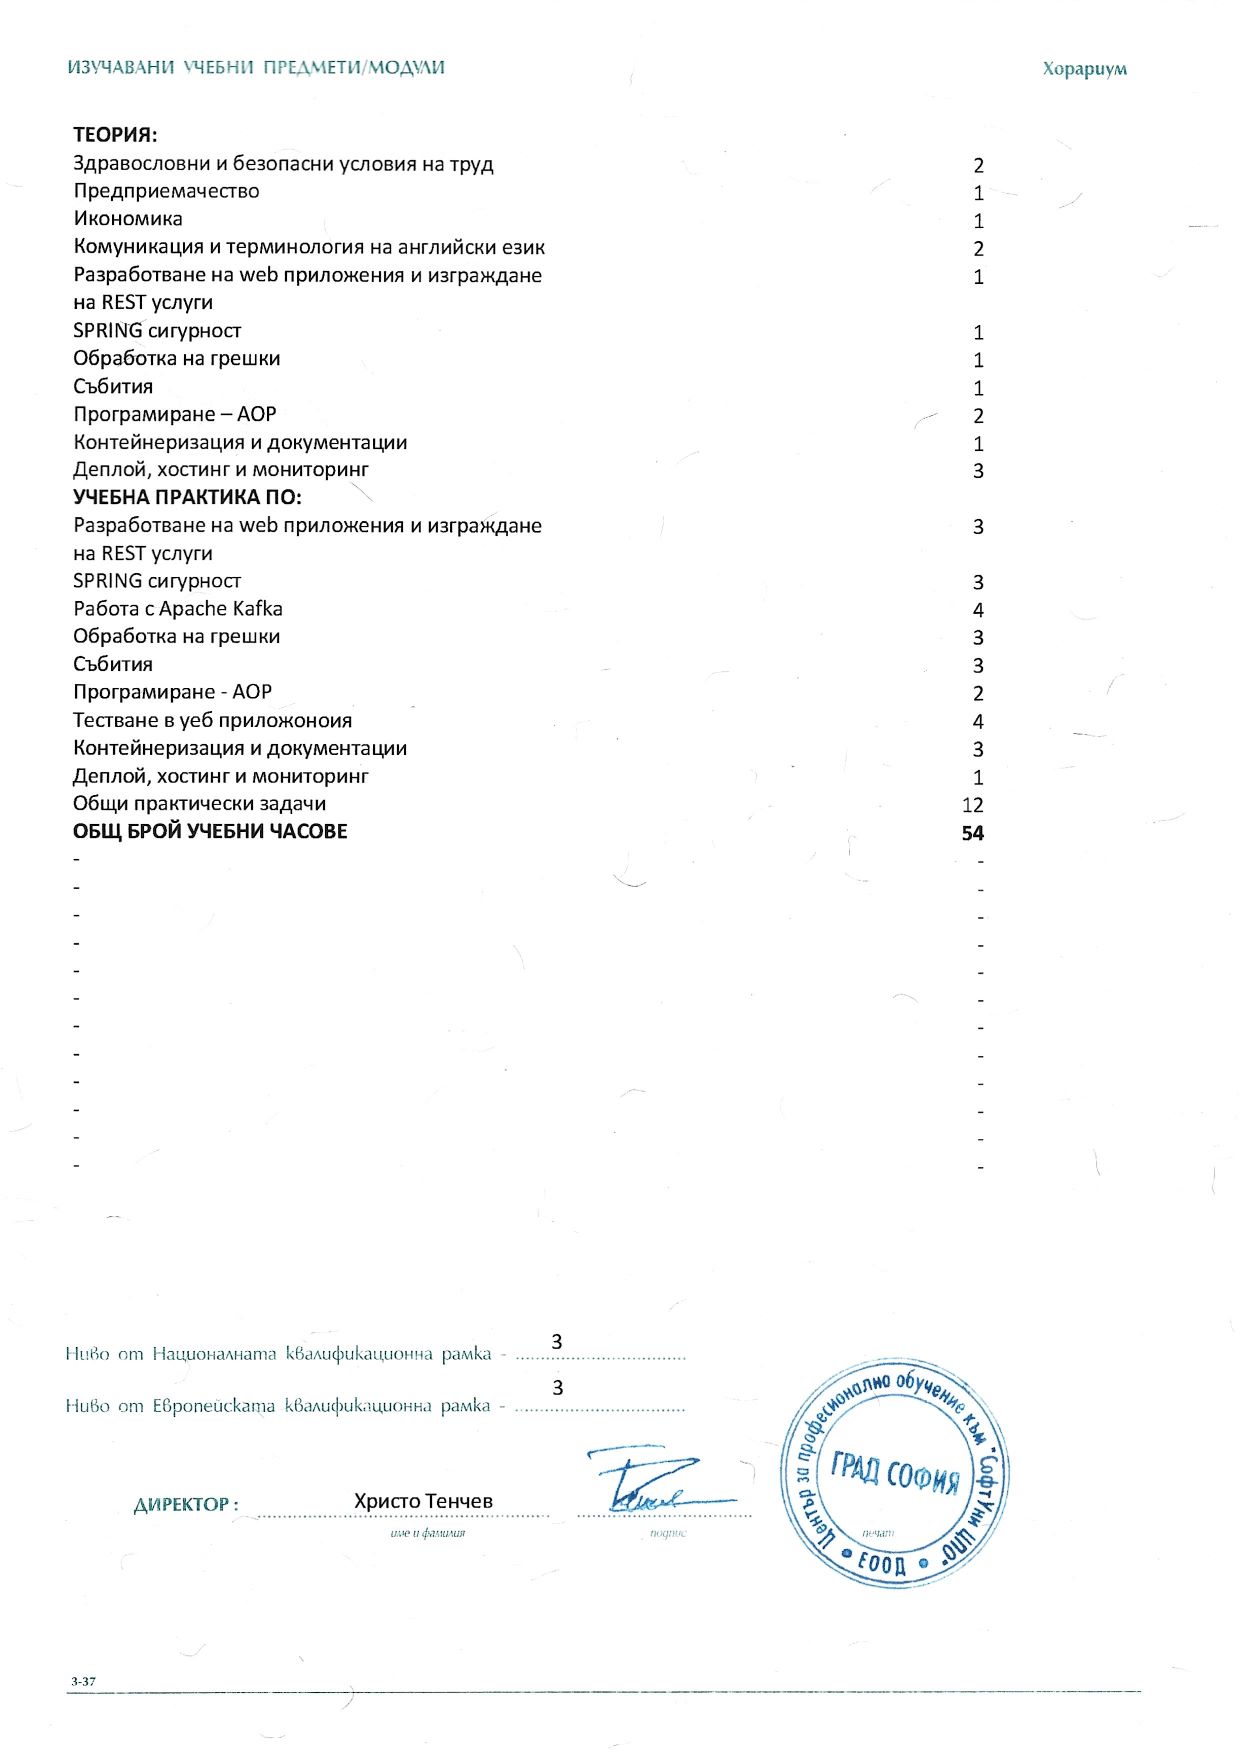 ИЗУЧАВАНИ УЧЕБНИ ПРЕДМЕТИ/МОДУЛИ Хорариум
ТЕОРИЯ:
Здравословни и безопасни условия на труд 2
Предприемачество 1
Икономика 1
Комуникация и терминология на английски език 2
Разработване на web приложения и изграждане 1
на REST услуги
SPRING сигурност 1
Обработка на грешки 1
Събития 1
Програмиране – AOP 2
Контейнеризация и документации 1
Деплой, хостинг и мониторинг 3
УЧЕБНА ПРАКТИКА ПО:
Разработване на web приложения и изграждане 3
на REST услуги
SPRING сигурност 3
Работа с Apache Kafka 4
Обработка на грешки 3
Събития 3
Програмиране - AOP 2
Тестване в уеб приложоноия 4
Контейнеризация и документации 3
Деплой, хостинг и мониторинг 1
Общи практически задачи 12
ОБЩ БРОЙ УЧЕБНИ ЧАСОВЕ 54
- -
- -
- -
- -
- -
- -
- -
- -
- -
- -
- -
- -
Ниво от Националната квалификационна рамка - 3
Ниво от Европейската квалификационна рамка - 3
ДИРЕКТОР : Христо Тенчев
име и фамилия подпис печат
Център за професионално обучение към "СофтУни ЦПО" ЕООД
ГРАД СОФИЯ
3-37